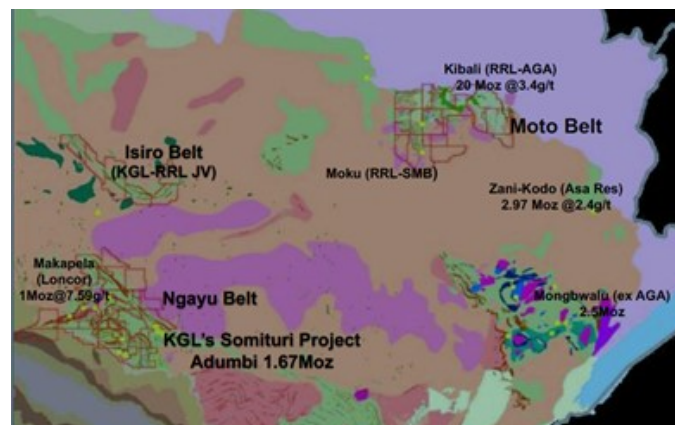 Kibali (RRL-AGA)
20 Moz @3.4g/t
Moto Belt
Isiro Belt
(KGL-RRL JV)
Moku (RRL-SMB)
Zani-Kodo (Asa Res)
2.97 Moz @2.4g/t
Makapela
(Loncor)
1Moz@7.59g/t
Ngayu Belt
Mongbwalu (ex AGA)
2.5Moz
KGL's Somituri Project
Adumbi 1.67Moz